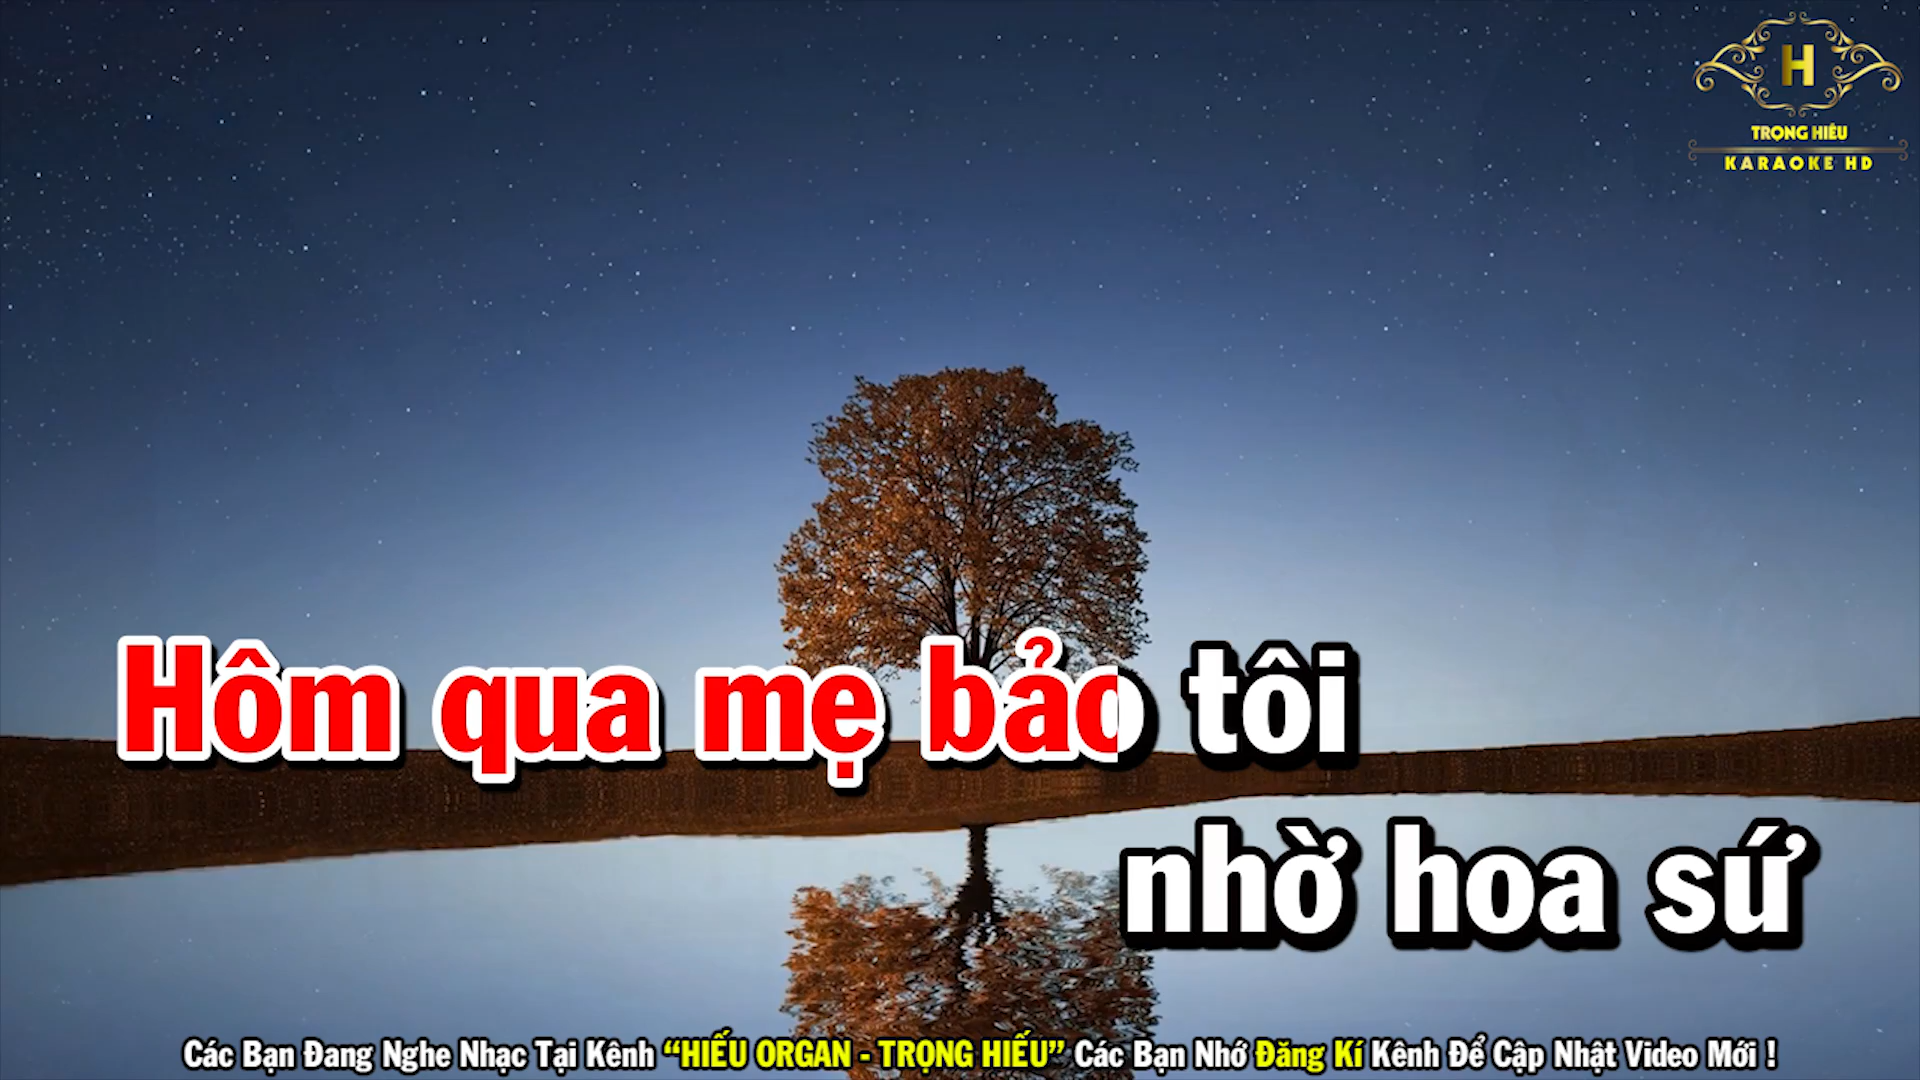 H
TRỌNG HIẾU
KARAOKE HD
Hôm qua mẹ bảo tôi
nhờ hoa sứ
Các Bạn Đang Nghe Nhạc Tại Kênh “HIẾU ORGAN - TRỌNG HIẾU” Các Bạn Nhớ Đăng Kí Kênh Để Cập Nhật Video Mới !